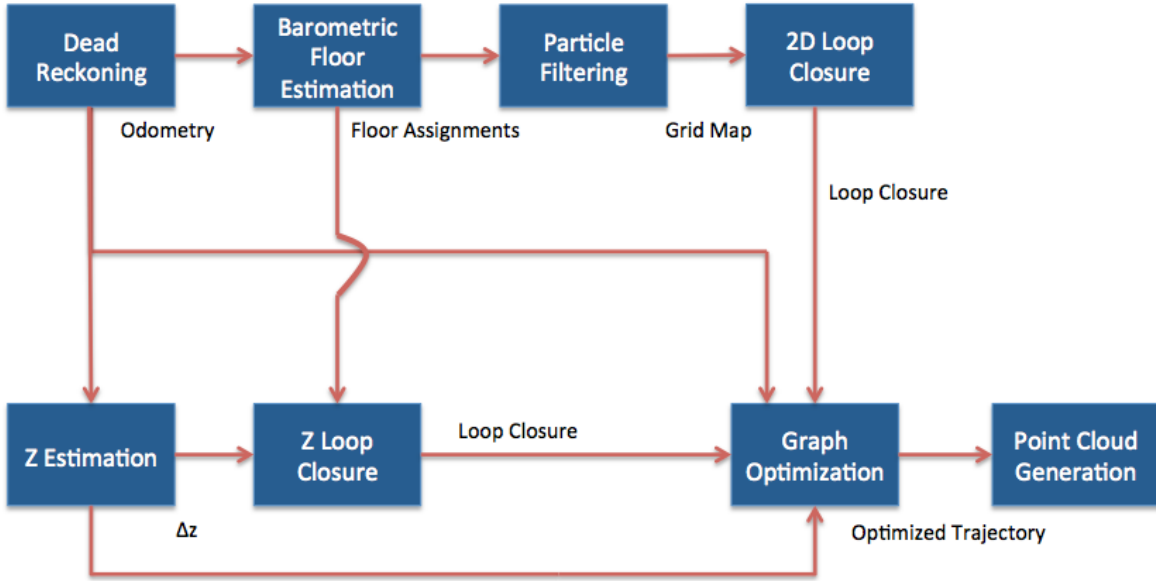 Dead
Reckoning
Barometric
Floor
Estimation
Particle
Filtering
2D Loop
Closure
Odometry
Floor Assignments
Grid Map
Loop Closure
Z Estimation
Z Loop
Closure
Loop Closure
Graph
Optimization
Point Cloud
Generation
Δz
Optimized Trajectory